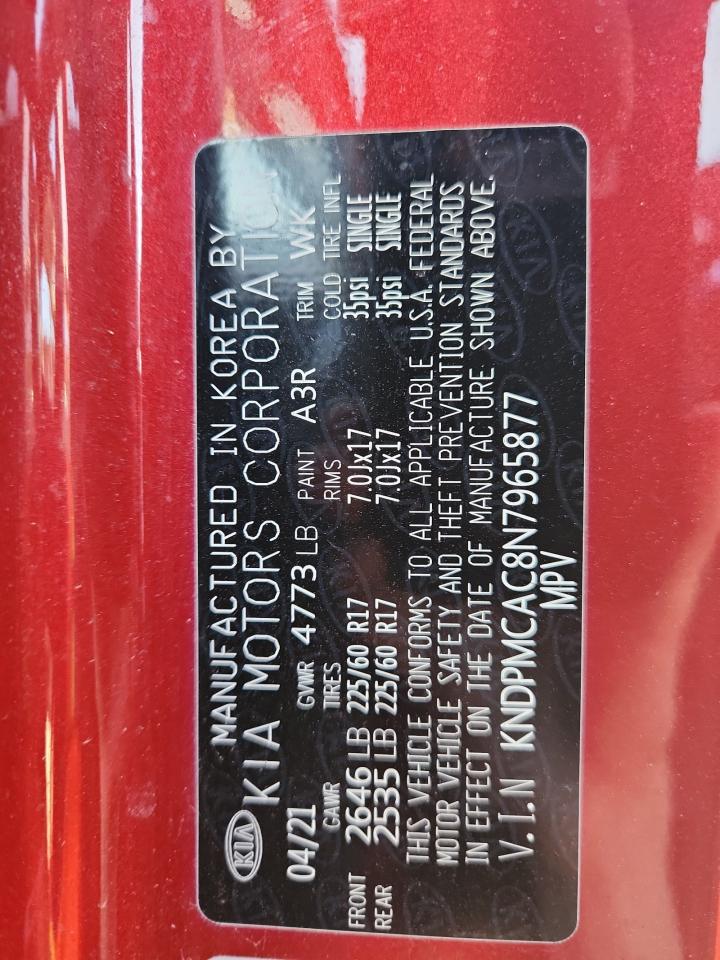 MANUFACTURED IN KOREA BY
KIA KIA MOTORS CORPORATION
04/21 GVWR 4773 LB PAINT A3R TRIM WK
GAWR TIRES RIMS COLD TIRE INFL
FRONT 2646 LB 225/60 R17 7.0Jx17 35psi SINGLE
REAR 2535 LB 225/60 R17 7.0Jx17 35psi SINGLE
THIS VEHICLE CONFORMS TO ALL APPLICABLE U.S.A. FEDERAL
MOTOR VEHICLE SAFETY AND THEFT PREVENTION STANDARDS
IN EFFECT ON THE DATE OF MANUFACTURE SHOWN ABOVE.
V.I.N KNDPMCAC8N7965877
MPV